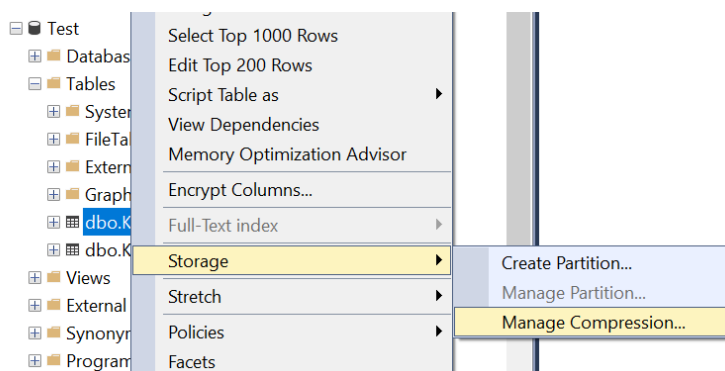 Test
Databas
Tables
System
FileTal
Extern
Graph
dbo.K
dbo.K
Views
External
Synonyr
Program
Select Top 1000 Rows
Edit Top 200 Rows
Script Table as
View Dependencies
Memory Optimization Advisor
Encrypt Columns...
Full-Text index
Storage
Stretch
Policies
Facets
Create Partition...
Manage Partition...
Manage Compression...